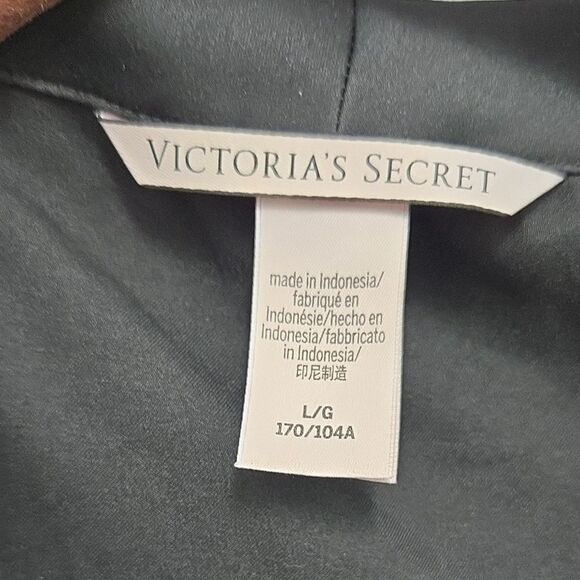 VICTORIA'S SECRET
made in Indonesia/
fabriqué en
Indonésie/hecho en
Indonesia/fabbricato
in Indonesia/
印尼制造
L/G
170/104A